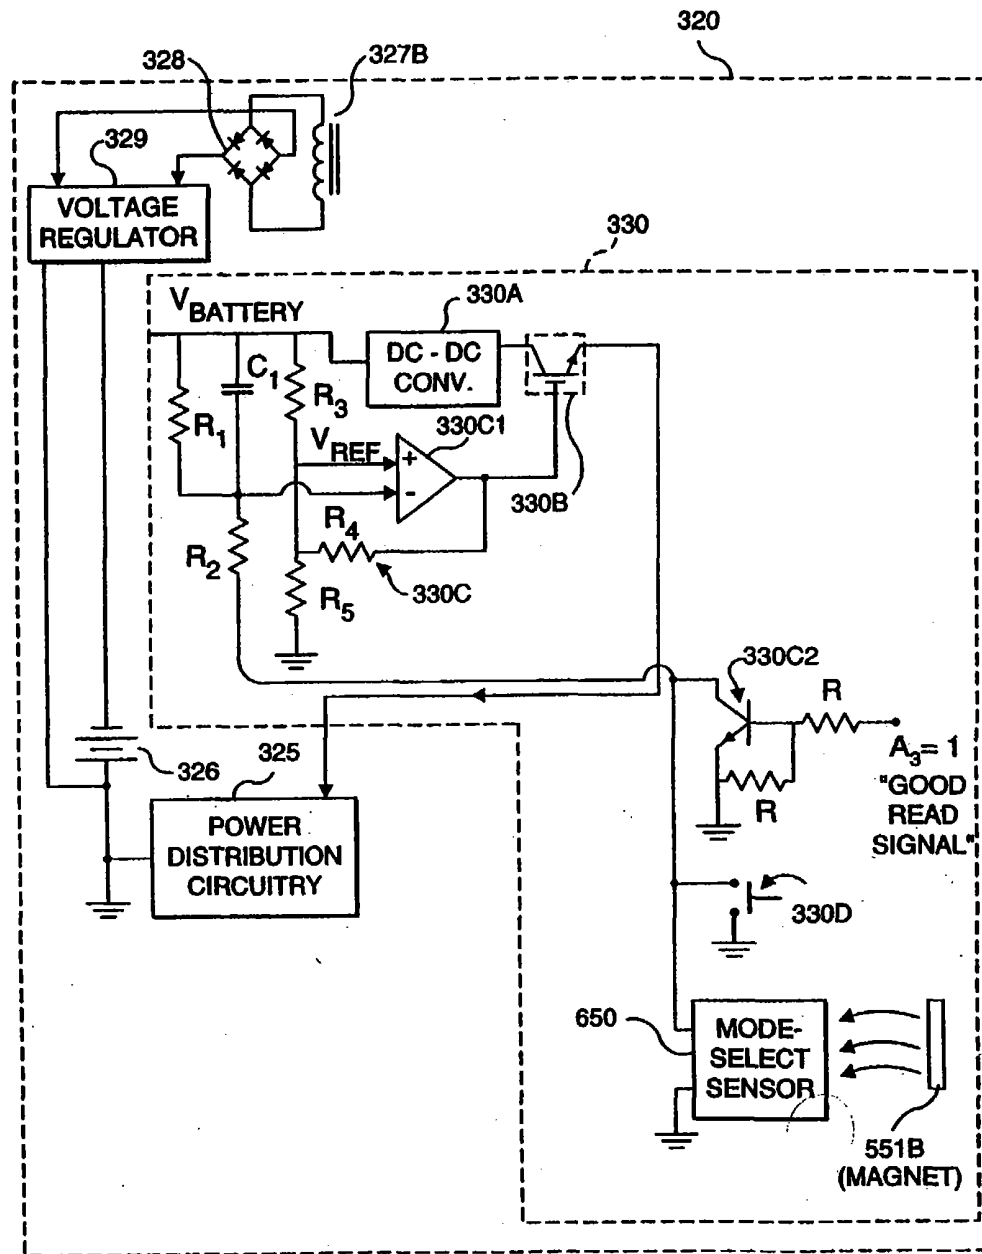 320
328
327B
329
VOLTAGE
REGULATOR
330
V BATTERY
330A
DC - DC
CONV.
C1
R3
R1
330C1
VREF
+
-
330B
R4
R2
330C
R5
330C2
R
A3= 1
"GOOD
READ
SIGNAL"
R
326
325
POWER
DISTRIBUTION
CIRCUITRY
330D
650
MODE-
SELECT
SENSOR
551B
(MAGNET)